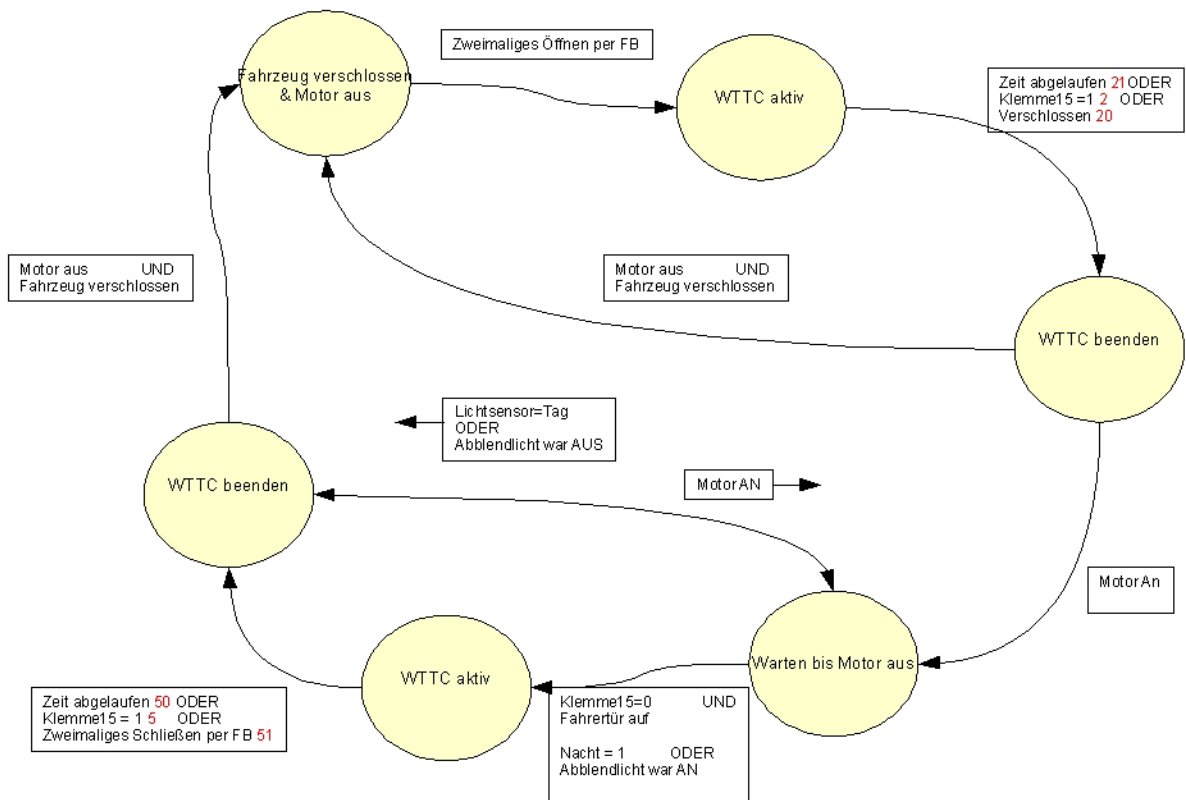 Fahrzeug verschlossen
& Motor aus
Zweimaliges Öffnen per FB
WTTC aktiv
Zeit abgelaufen 21 ODER
Klemme15 =1 2 ODER
Verschlossen 20
Motor aus UND
Fahrzeug verschlossen
Motor aus UND
Fahrzeug verschlossen
WTTC beenden
Lichtsensor=Tag
ODER
Abblendlicht war AUS
WTTC beenden
Motor AN
Motor An
Warten bis Motor aus
WTTC aktiv
Zeit abgelaufen 50 ODER
Klemme15 = 1 5 ODER
Zweimaliges Schließen per FB 51
Klemme15=0 UND
Fahrertür auf
Nacht = 1 ODER
Abblendlicht war AN